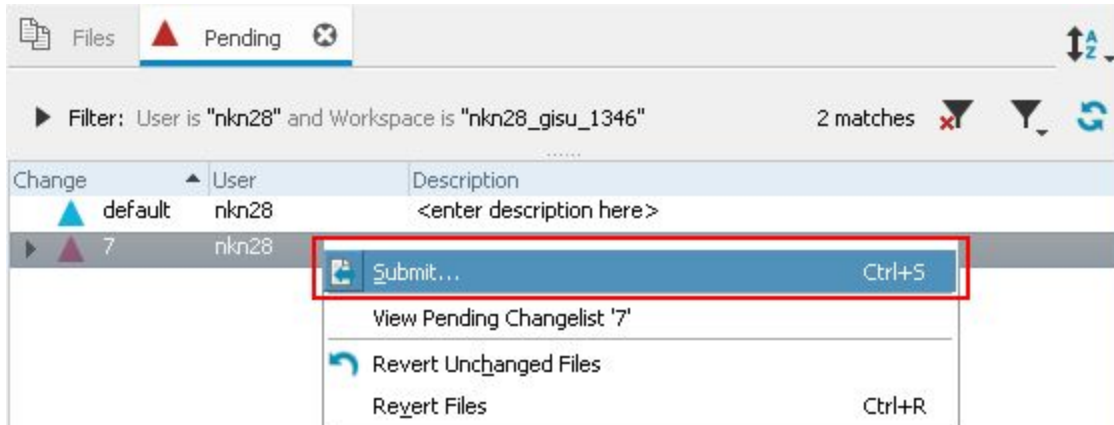 Files Pending
Filter: User is "nkn28" and Workspace is "nkn28_gisu_1346" 2 matches
Change User Description
default nkn28 <enter description here>
7 nkn28
Submit... Ctrl+S
View Pending Changelist '7'
Revert Unchanged Files
Revert Files Ctrl+R